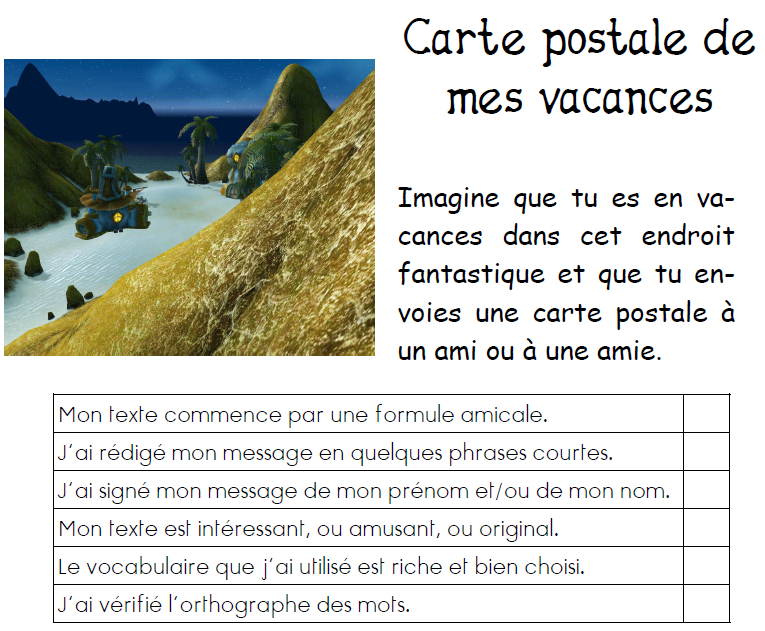 Carte postale de
mes vacances
Imagine que tu es en va-
cances dans cet endroit
fantastique et que tu en-
voies une carte postale à
un ami ou à une amie.
Mon texte commence par une formule amicale.
J'ai rédigé mon message en quelques phrases courtes.
J'ai signé mon message de mon prénom et/ou de mon nom.
Mon texte est intéressant, ou amusant, ou original.
Le vocabulaire que j'ai utilisé est riche et bien choisi.
J'ai vérifié l'orthographe des mots.